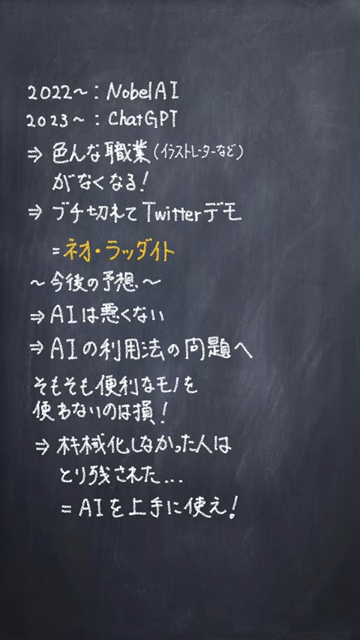 2022～：NobelAI
2023～：ChatGPT
⇒ 色んな職業(イラストレーターなど)
がなくなる!
⇒ ブチ切れてTwitterデモ
=ネオ・ラッダイト
～今後の予想～
⇒AIは悪くない
⇒AIの利用法の問題へ
そもそも便利なモノを
使わないのは損!
⇒ 機械化しなかった人は
とり残された...
=AIを上手に使え!